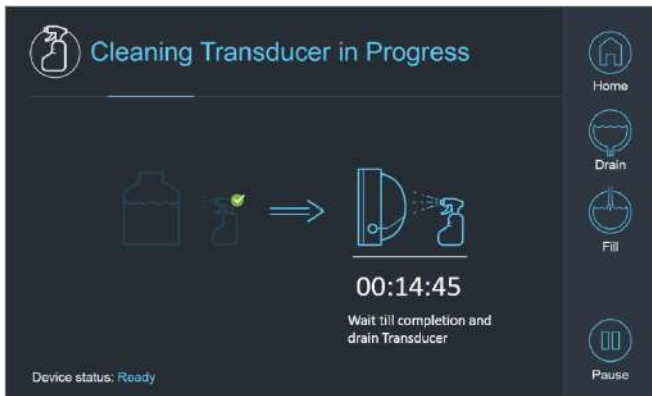 Cleaning Transducer in Progress
Home
Drain
Fill
00:14:45
Wait till completion and
drain Transducer
Device status: Ready
Pause